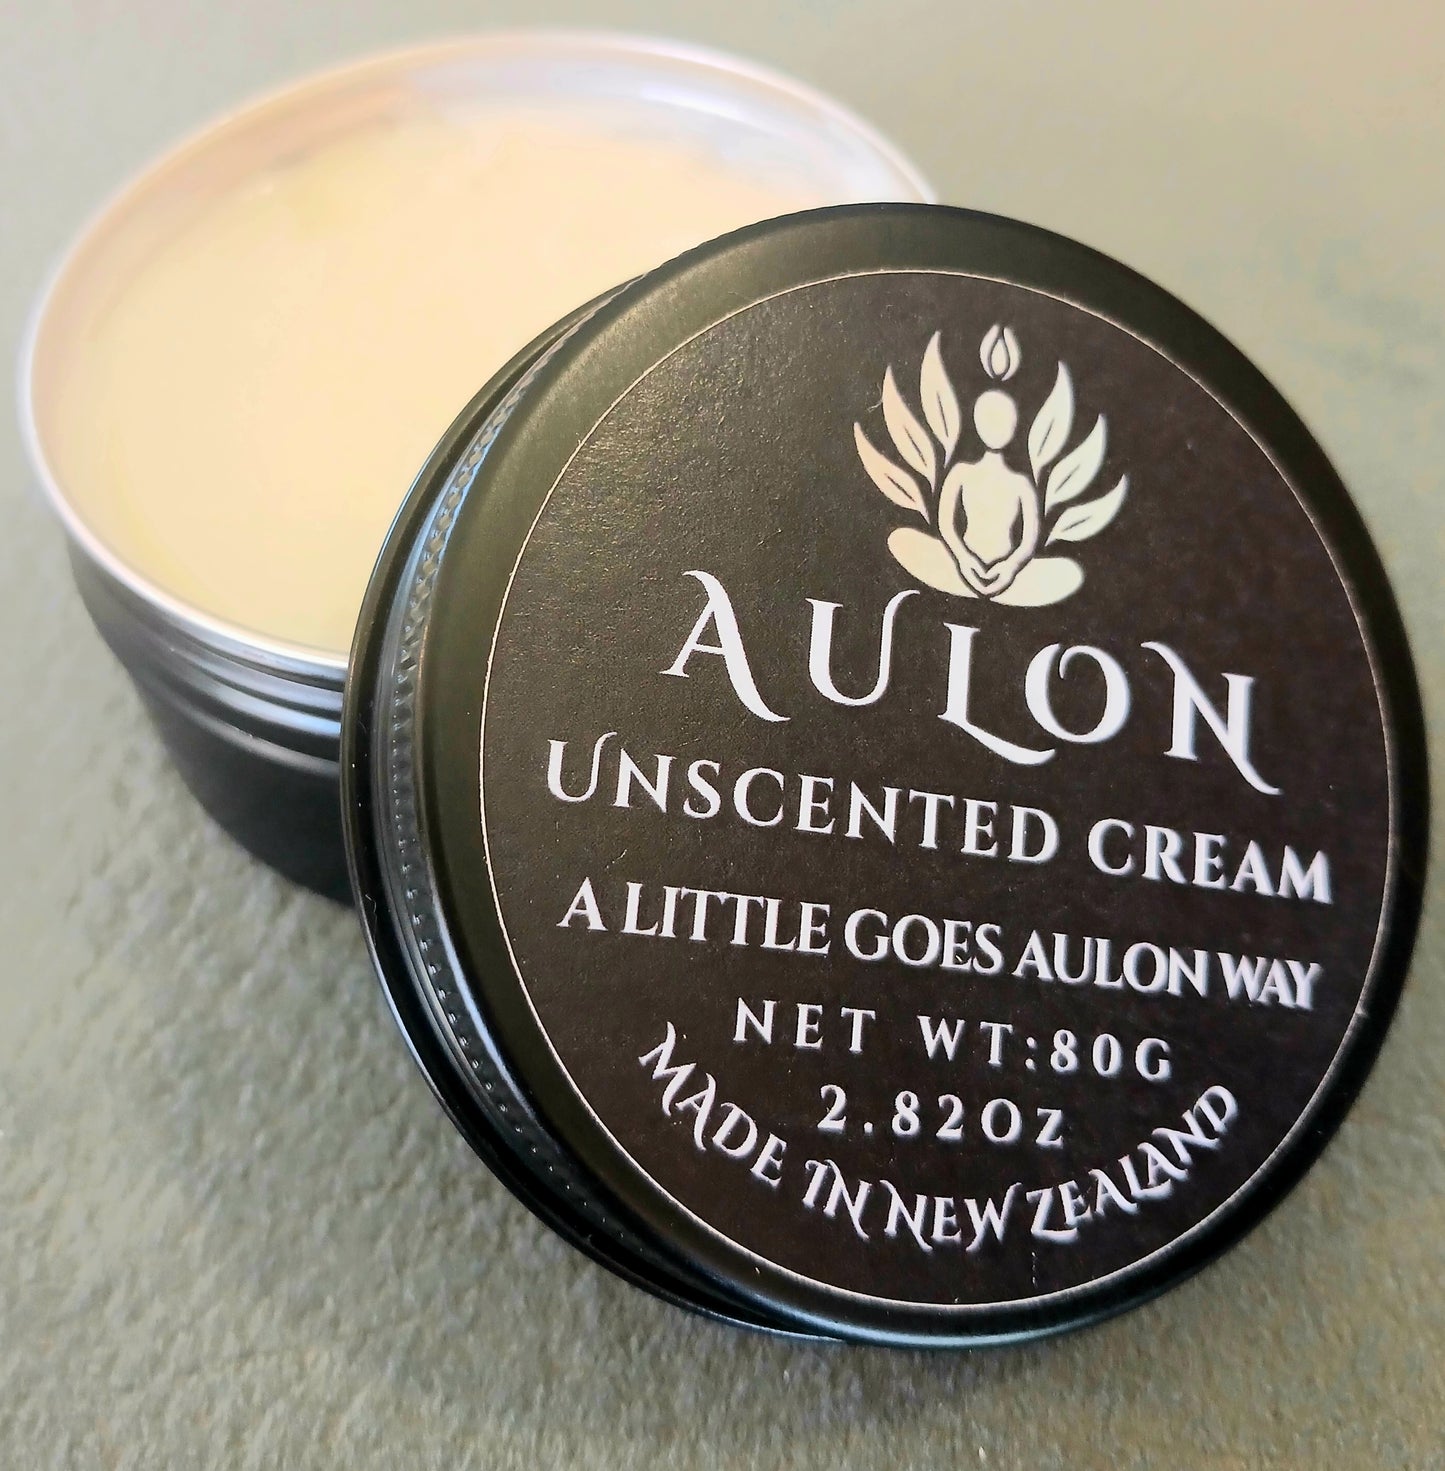 AULON
UNSCENTED CREAM
A LITTLE GOES AULON WAY
NET WT:80G
2.82OZ
MADE IN NEW ZEALAND